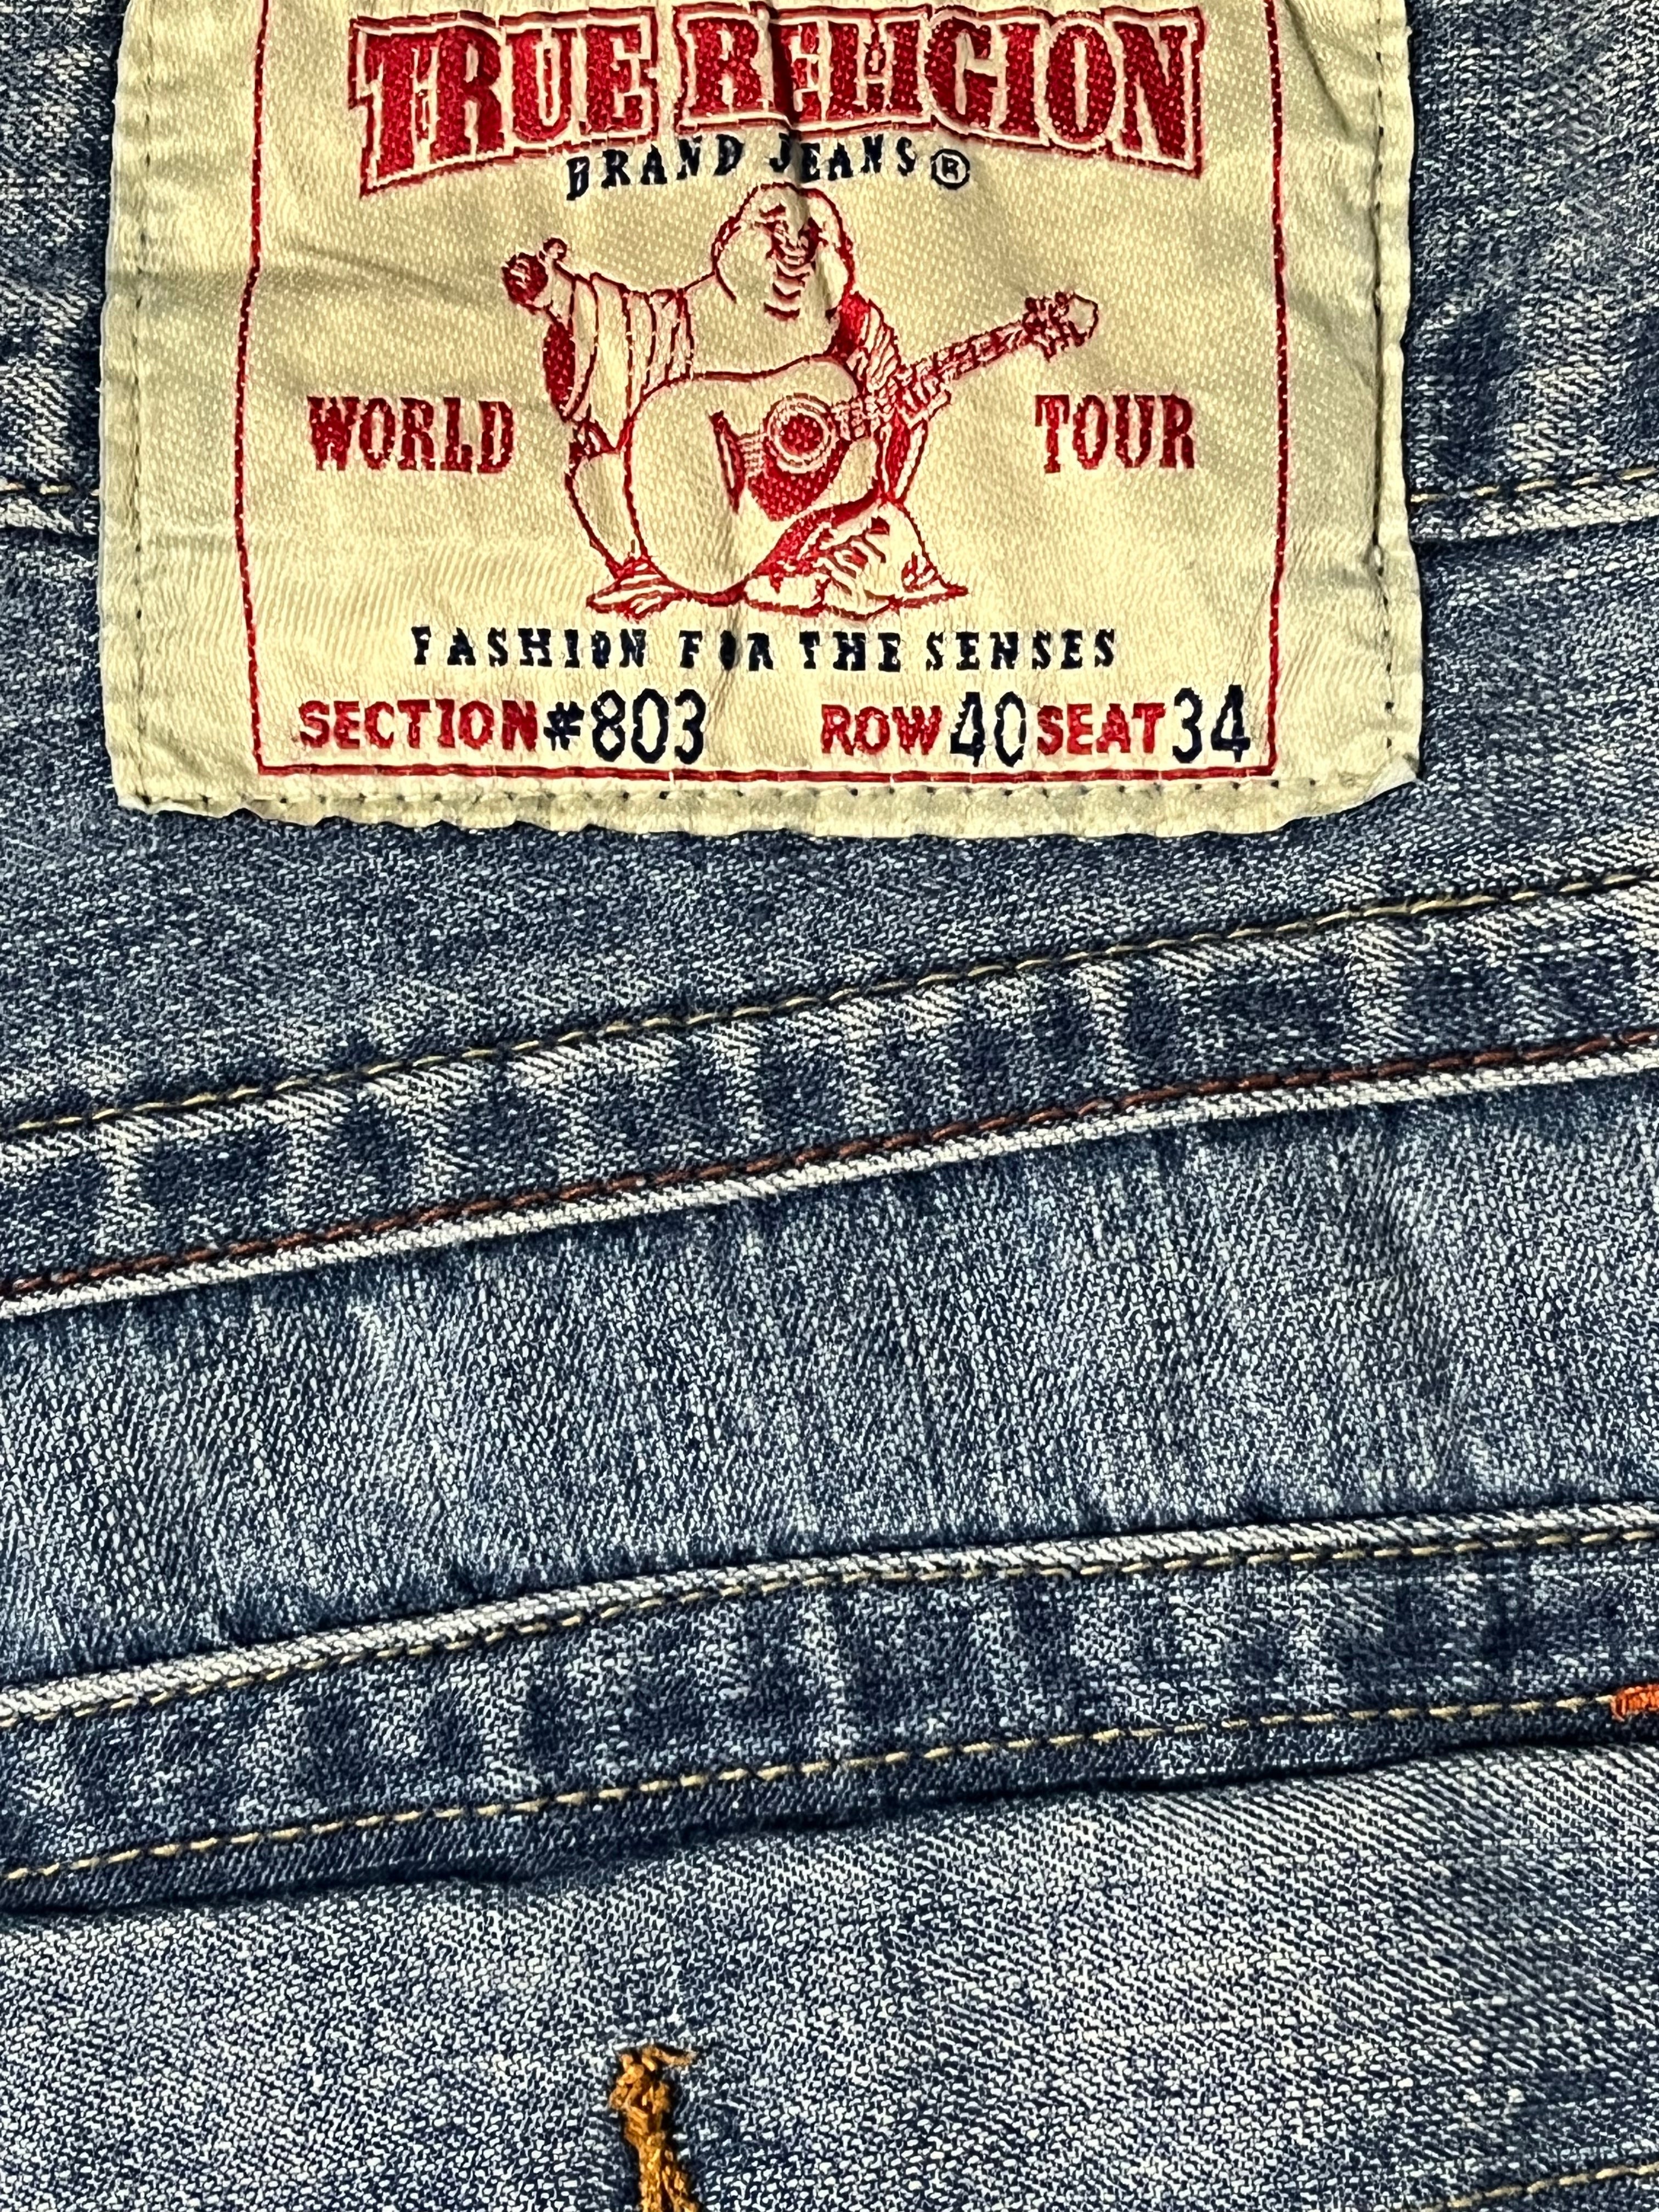 TRUE RELIGION
BRAND JEANS®
WORLD TOUR
FASHION FOR THE SENSES
SECTION#803 ROW40SEAT34